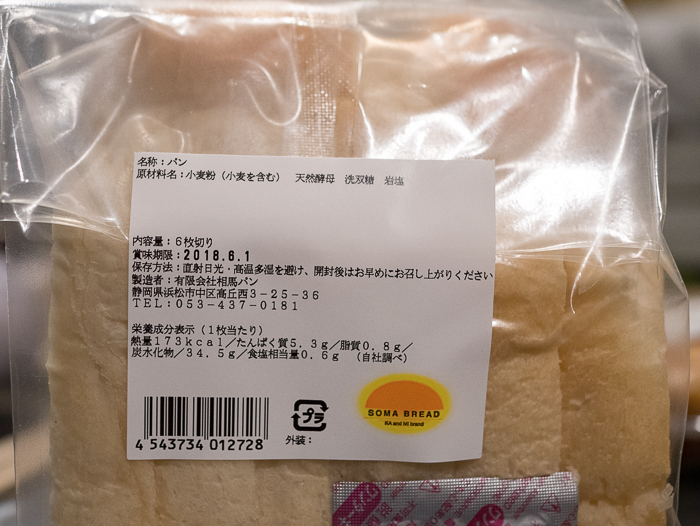 名称：パン
原材料名：小麦粉（小麦を含む）　天然酵母　洗双糖　岩塩
内容量：６枚切り
賞味期限：2018.6.1
保存方法：直射日光・高温多湿を避け、開封後はお早めにお召し上がりください
製造者：有限会社相馬パン
静岡県浜松市中区高丘西３－２５－３６
ＴＥＬ：０５３－４３７－０１８１
栄養成分表示（１枚当たり）
熱量１７３ｋｃａｌ／たんぱく質５．３ｇ／脂質０．８ｇ／
炭水化物／３４．５ｇ／食塩相当量０．６ｇ　（自社調べ）
プラ
外装：
SOMA BREAD
KA and MI brand
4 543734 012728